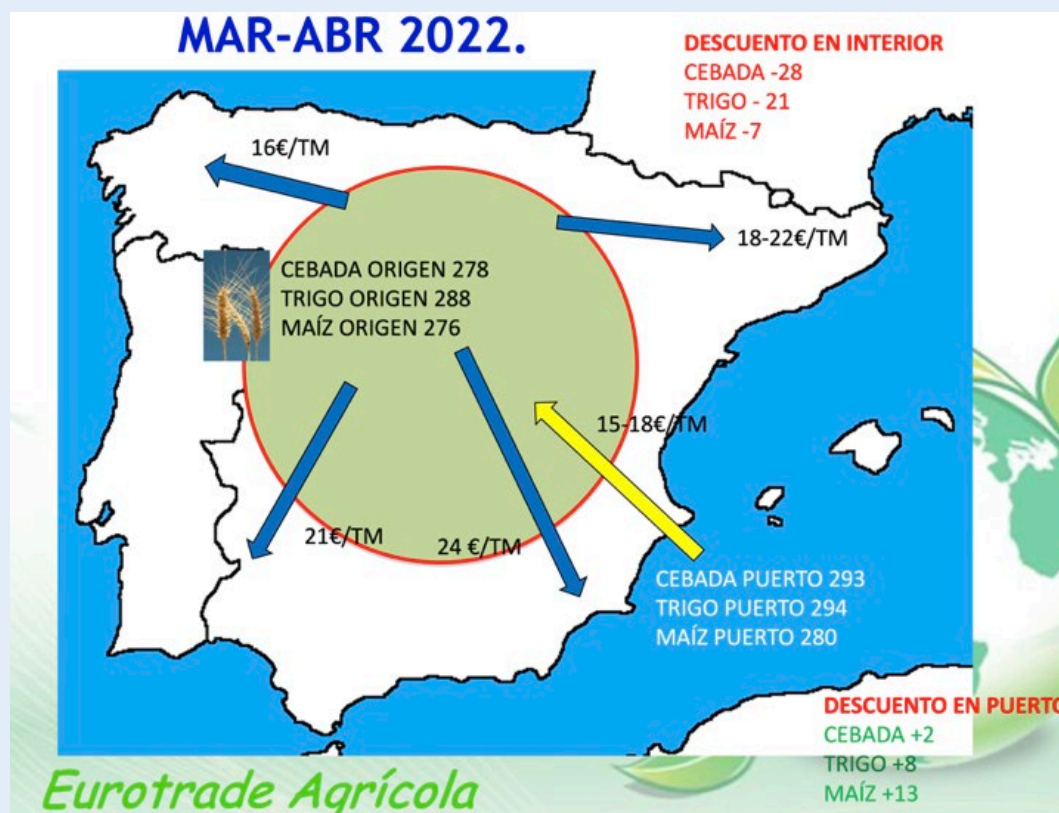 MAR-ABR 2022.
DESCUENTO EN INTERIOR
CEBADA -28
TRIGO - 21
MAÍZ -7
16€/TM
18-22€/TM
CEBADA ORIGEN 278
TRIGO ORIGEN 288
MAÍZ ORIGEN 276
15-18€/TM
21€/TM
24 €/TM
CEBADA PUERTO 293
TRIGO PUERTO 294
MAÍZ PUERTO 280
DESCUENTO EN PUERTO
CEBADA +2
TRIGO +8
MAÍZ +13
Eurotrade Agrícola